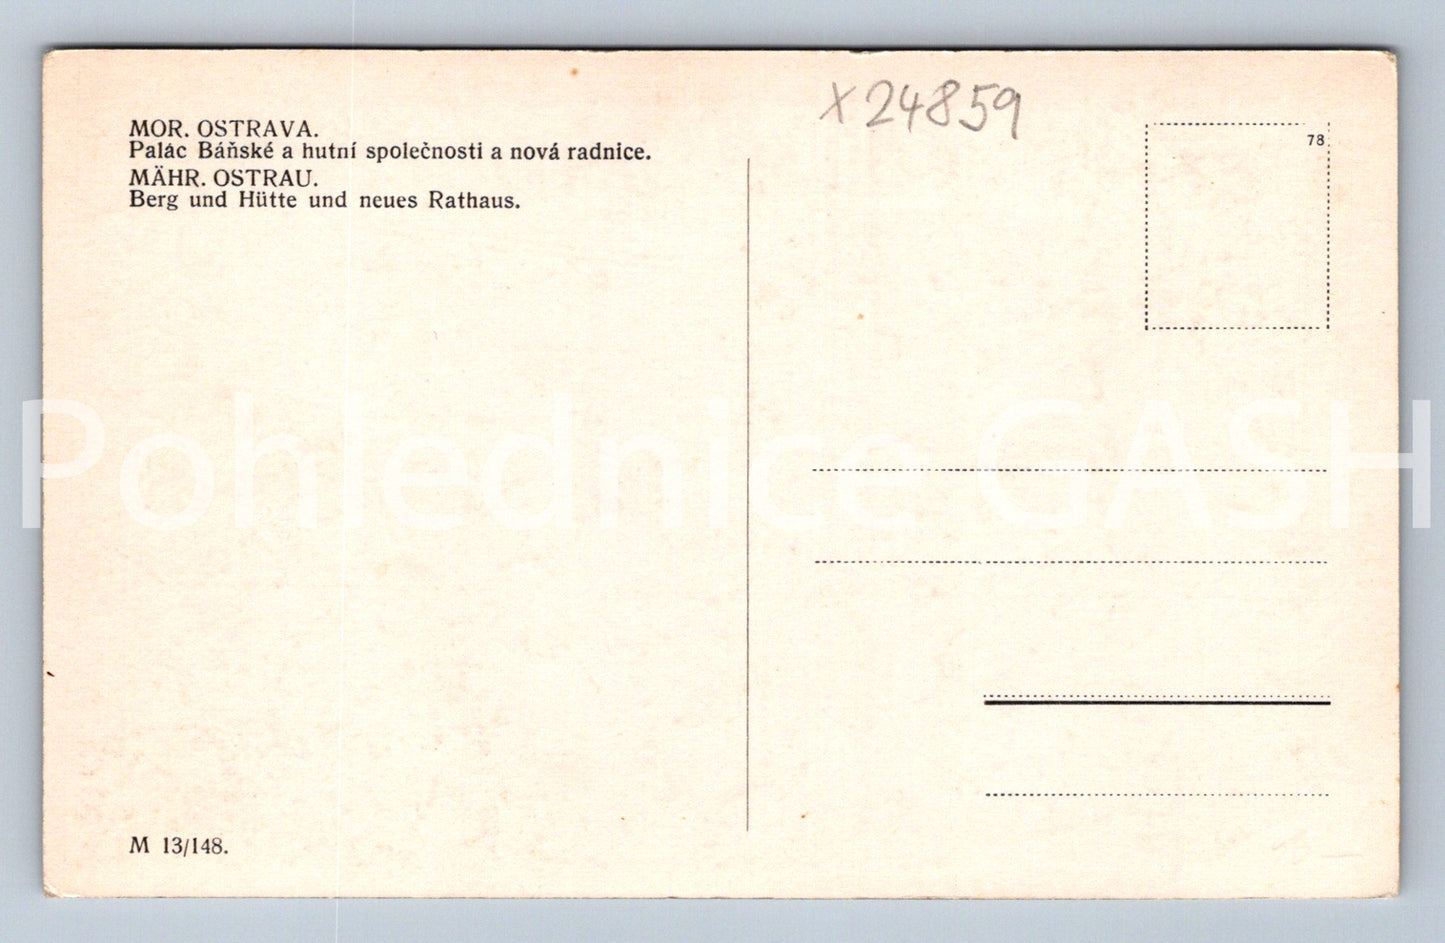 X 24859
78
MOR. OSTRAVA.
Palác Báňské a hutní společnosti a nová radnice.
MÄHR. OSTRAU.
Berg und Hütte und neues Rathaus.
Pohlednice GASH
M 13/148.